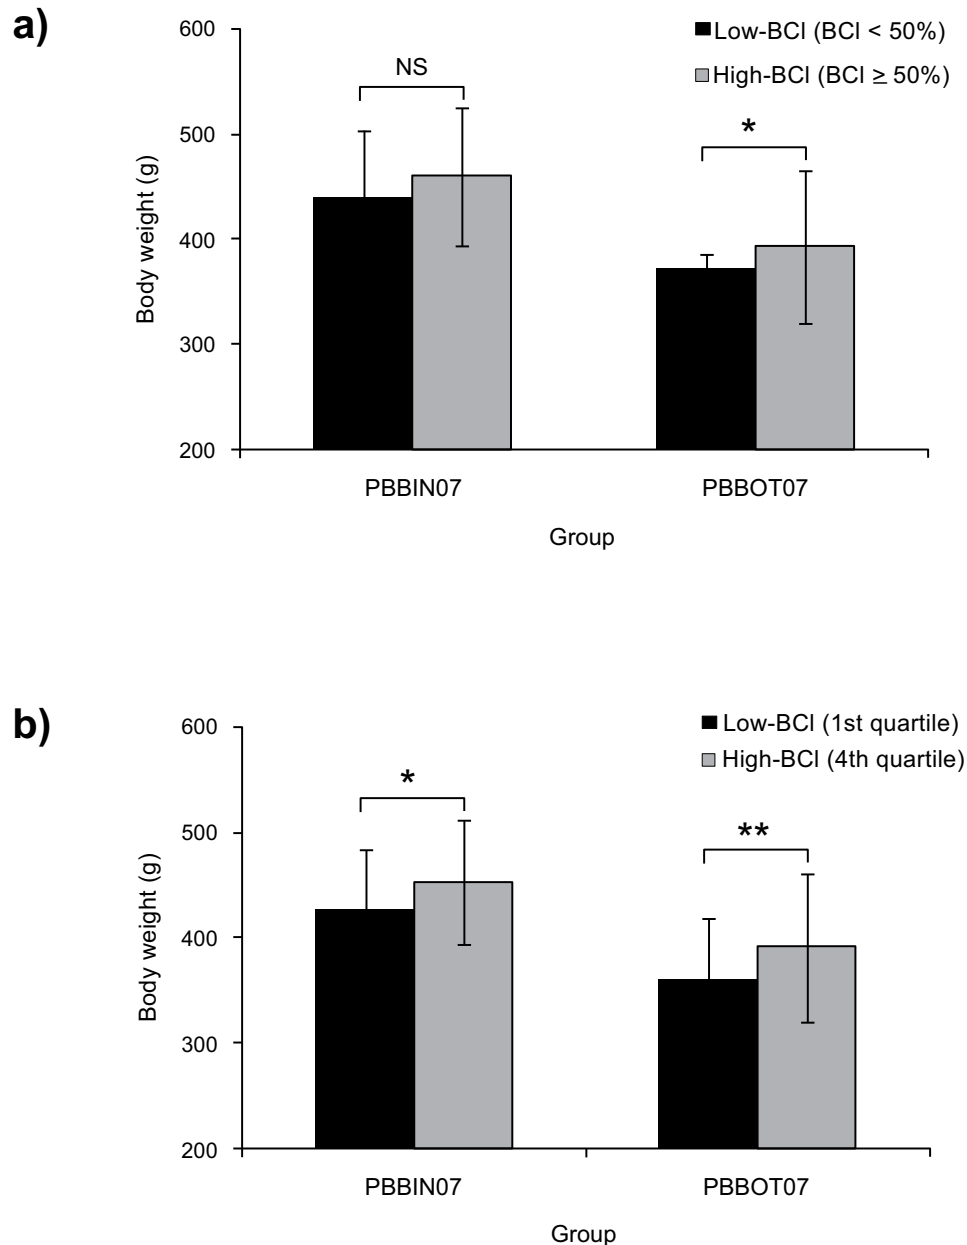 a)
Low-BCI (BCI < 50%)
High-BCI (BCI ≥ 50%)
NS
*
600
500
400
300
200
Body weight (g)
PBBIN07
PBBOT07
Group
b)
Low-BCI (1st quartile)
High-BCI (4th quartile)
*
**
600
500
400
300
200
Body weight (g)
PBBIN07
PBBOT07
Group